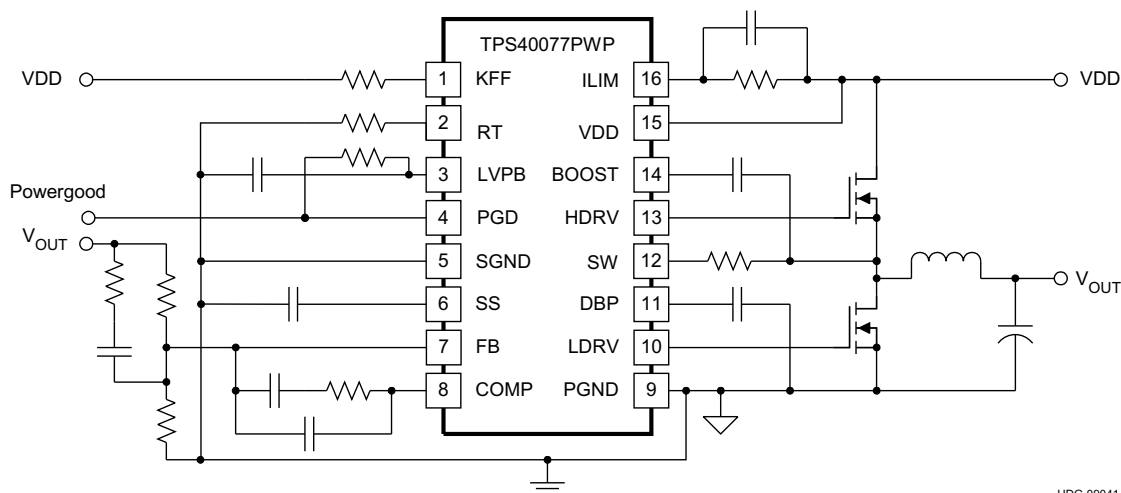 TPS40077PWP
VDD
1 KFF
ILIM 16
VDD
2 RT
VDD 15
3 LVPB
BOOST 14
Powergood
4 PGD
HDRV 13
VOUT
5 SGND
SW 12
VOUT
6 SS
DBP 11
7 FB
LDRV 10
8 COMP
PGND 9